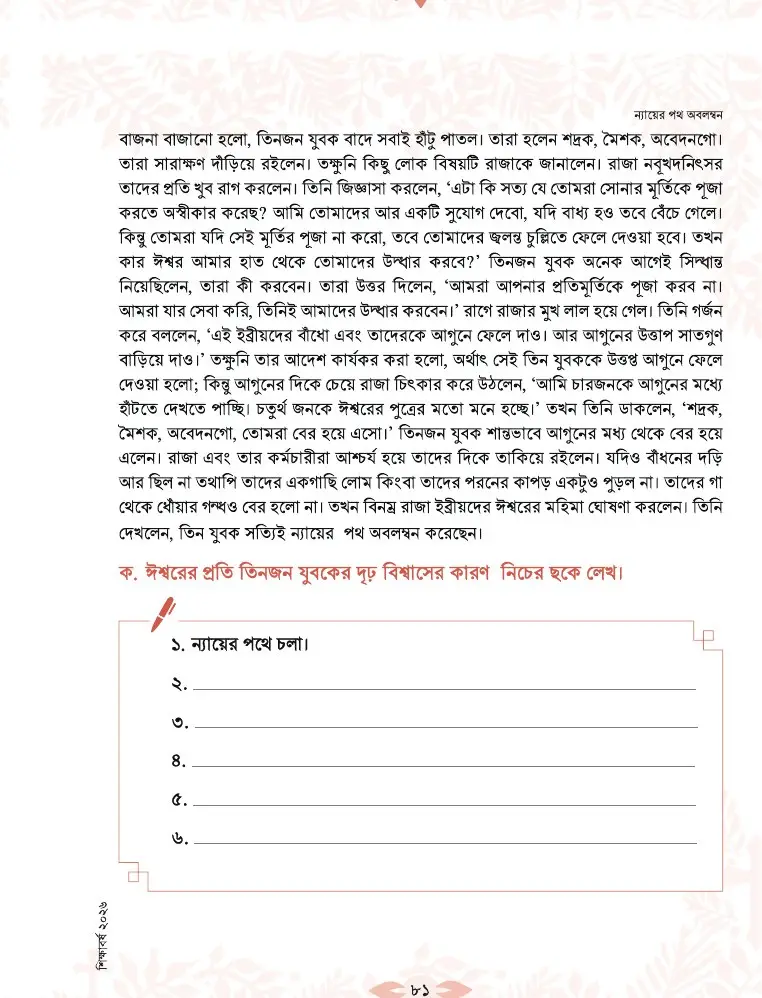 ন্যায়ের পথ অবলম্বন
বাজনা বাজানো হলো, তিনজন যুবক বাদে সবাই হাঁটু পাতল। তারা হলেন শদ্রক, মৈশক, অবেদনগো।
তারা সারাক্ষণ দাঁড়িয়ে রইলেন। তক্ষুনি কিছু লোক বিষয়টি রাজাকে জানালেন। রাজা নবূখদনিৎসর
তাদের প্রতি খুব রাগ করলেন। তিনি জিজ্ঞাসা করলেন, ‘এটা কি সত্য যে তোমরা সোনার মূর্তিকে পূজা
করতে অস্বীকার করেছ? আমি তোমাদের আর একটি সুযোগ দেবো, যদি বাধ্য হও তবে বেঁচে গেলে।
কিন্তু তোমরা যদি সেই মূর্তির পূজা না করো, তবে তোমাদের জ্বলন্ত চুল্লিতে ফেলে দেওয়া হবে। তখন
কার ঈশ্বর আমার হাত থেকে তোমাদের উদ্ধার করবে?’ তিনজন যুবক অনেক আগেই সিদ্ধান্ত
নিয়েছিলেন, তারা কী করবেন। তারা উত্তর দিলেন, ‘আমরা আপনার প্রতিমূর্তিকে পূজা করব না।
আমরা যার সেবা করি, তিনিই আমাদের উদ্ধার করবেন।’ রাগে রাজার মুখ লাল হয়ে গেল। তিনি গর্জন
করে বললেন, ‘এই ইব্রীয়দের বাঁধো এবং তাদেরকে আগুনে ফেলে দাও। আর আগুনের উত্তাপ সাতগুণ
বাড়িয়ে দাও।’ তক্ষুনি তার আদেশ কার্যকর করা হলো, অর্থাৎ সেই তিন যুবককে উত্তপ্ত আগুনে ফেলে
দেওয়া হলো; কিন্তু আগুনের দিকে চেয়ে রাজা চিৎকার করে উঠলেন, ‘আমি চারজনকে আগুনের মধ্যে
হাঁটতে দেখতে পাচ্ছি। চতুর্থ জনকে ঈশ্বরের পুত্রের মতো মনে হচ্ছে।’ তখন তিনি ডাকলেন, ‘শদ্রক,
মৈশক, অবেদনগো, তোমরা বের হয়ে এসো।’ তিনজন যুবক শান্তভাবে আগুনের মধ্য থেকে বের হয়ে
এলেন। রাজা এবং তার কর্মচারীরা আশ্চর্য হয়ে তাদের দিকে তাকিয়ে রইলেন। যদিও বাঁধনের দড়ি
আর ছিল না তথাপি তাদের একগাছি লোম কিংবা তাদের পরনের কাপড় একটুও পুড়ল না। তাদের গা
থেকে ধোঁয়ার গন্ধও বের হলো না। তখন বিনম্র রাজা ইব্রীয়দের ঈশ্বরের মহিমা ঘোষণা করলেন। তিনি
দেখলেন, তিন যুবক সত্যিই ন্যায়ের পথ অবলম্বন করেছেন।
ক. ঈশ্বরের প্রতি তিনজন যুবকের দৃঢ় বিশ্বাসের কারণ নিচের ছকে লেখ।
১. ন্যায়ের পথে চলা।
২.
৩.
৪.
৫.
৬.
শিক্ষাবর্ষ ২০২৬
৮১